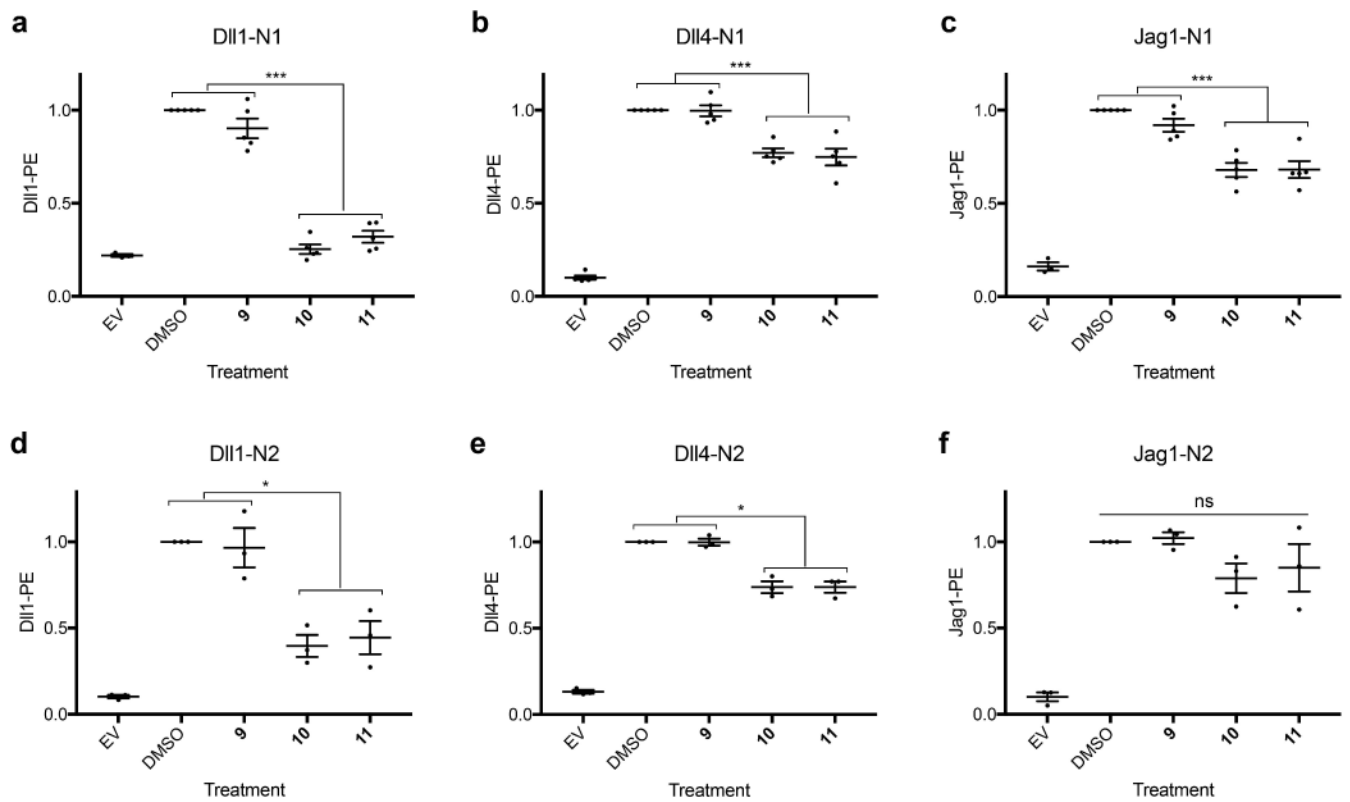 a
Dll1-N1
Dll1-PE
1.0
0.5
0.0
***
EV
DMSO
9
10
11
Treatment
b
Dll4-N1
Dll4-PE
1.0
0.5
0.0
***
EV
DMSO
9
10
11
Treatment
c
Jag1-N1
Jag1-PE
1.0
0.5
0.0
***
EV
DMSO
9
10
11
Treatment
d
Dll1-N2
Dll1-PE
1.0
0.5
0.0
*
EV
DMSO
9
10
11
Treatment
e
Dll4-N2
Dll4-PE
1.0
0.5
0.0
*
EV
DMSO
9
10
11
Treatment
f
Jag1-N2
Jag1-PE
1.0
0.5
0.0
ns
EV
DMSO
9
10
11
Treatment